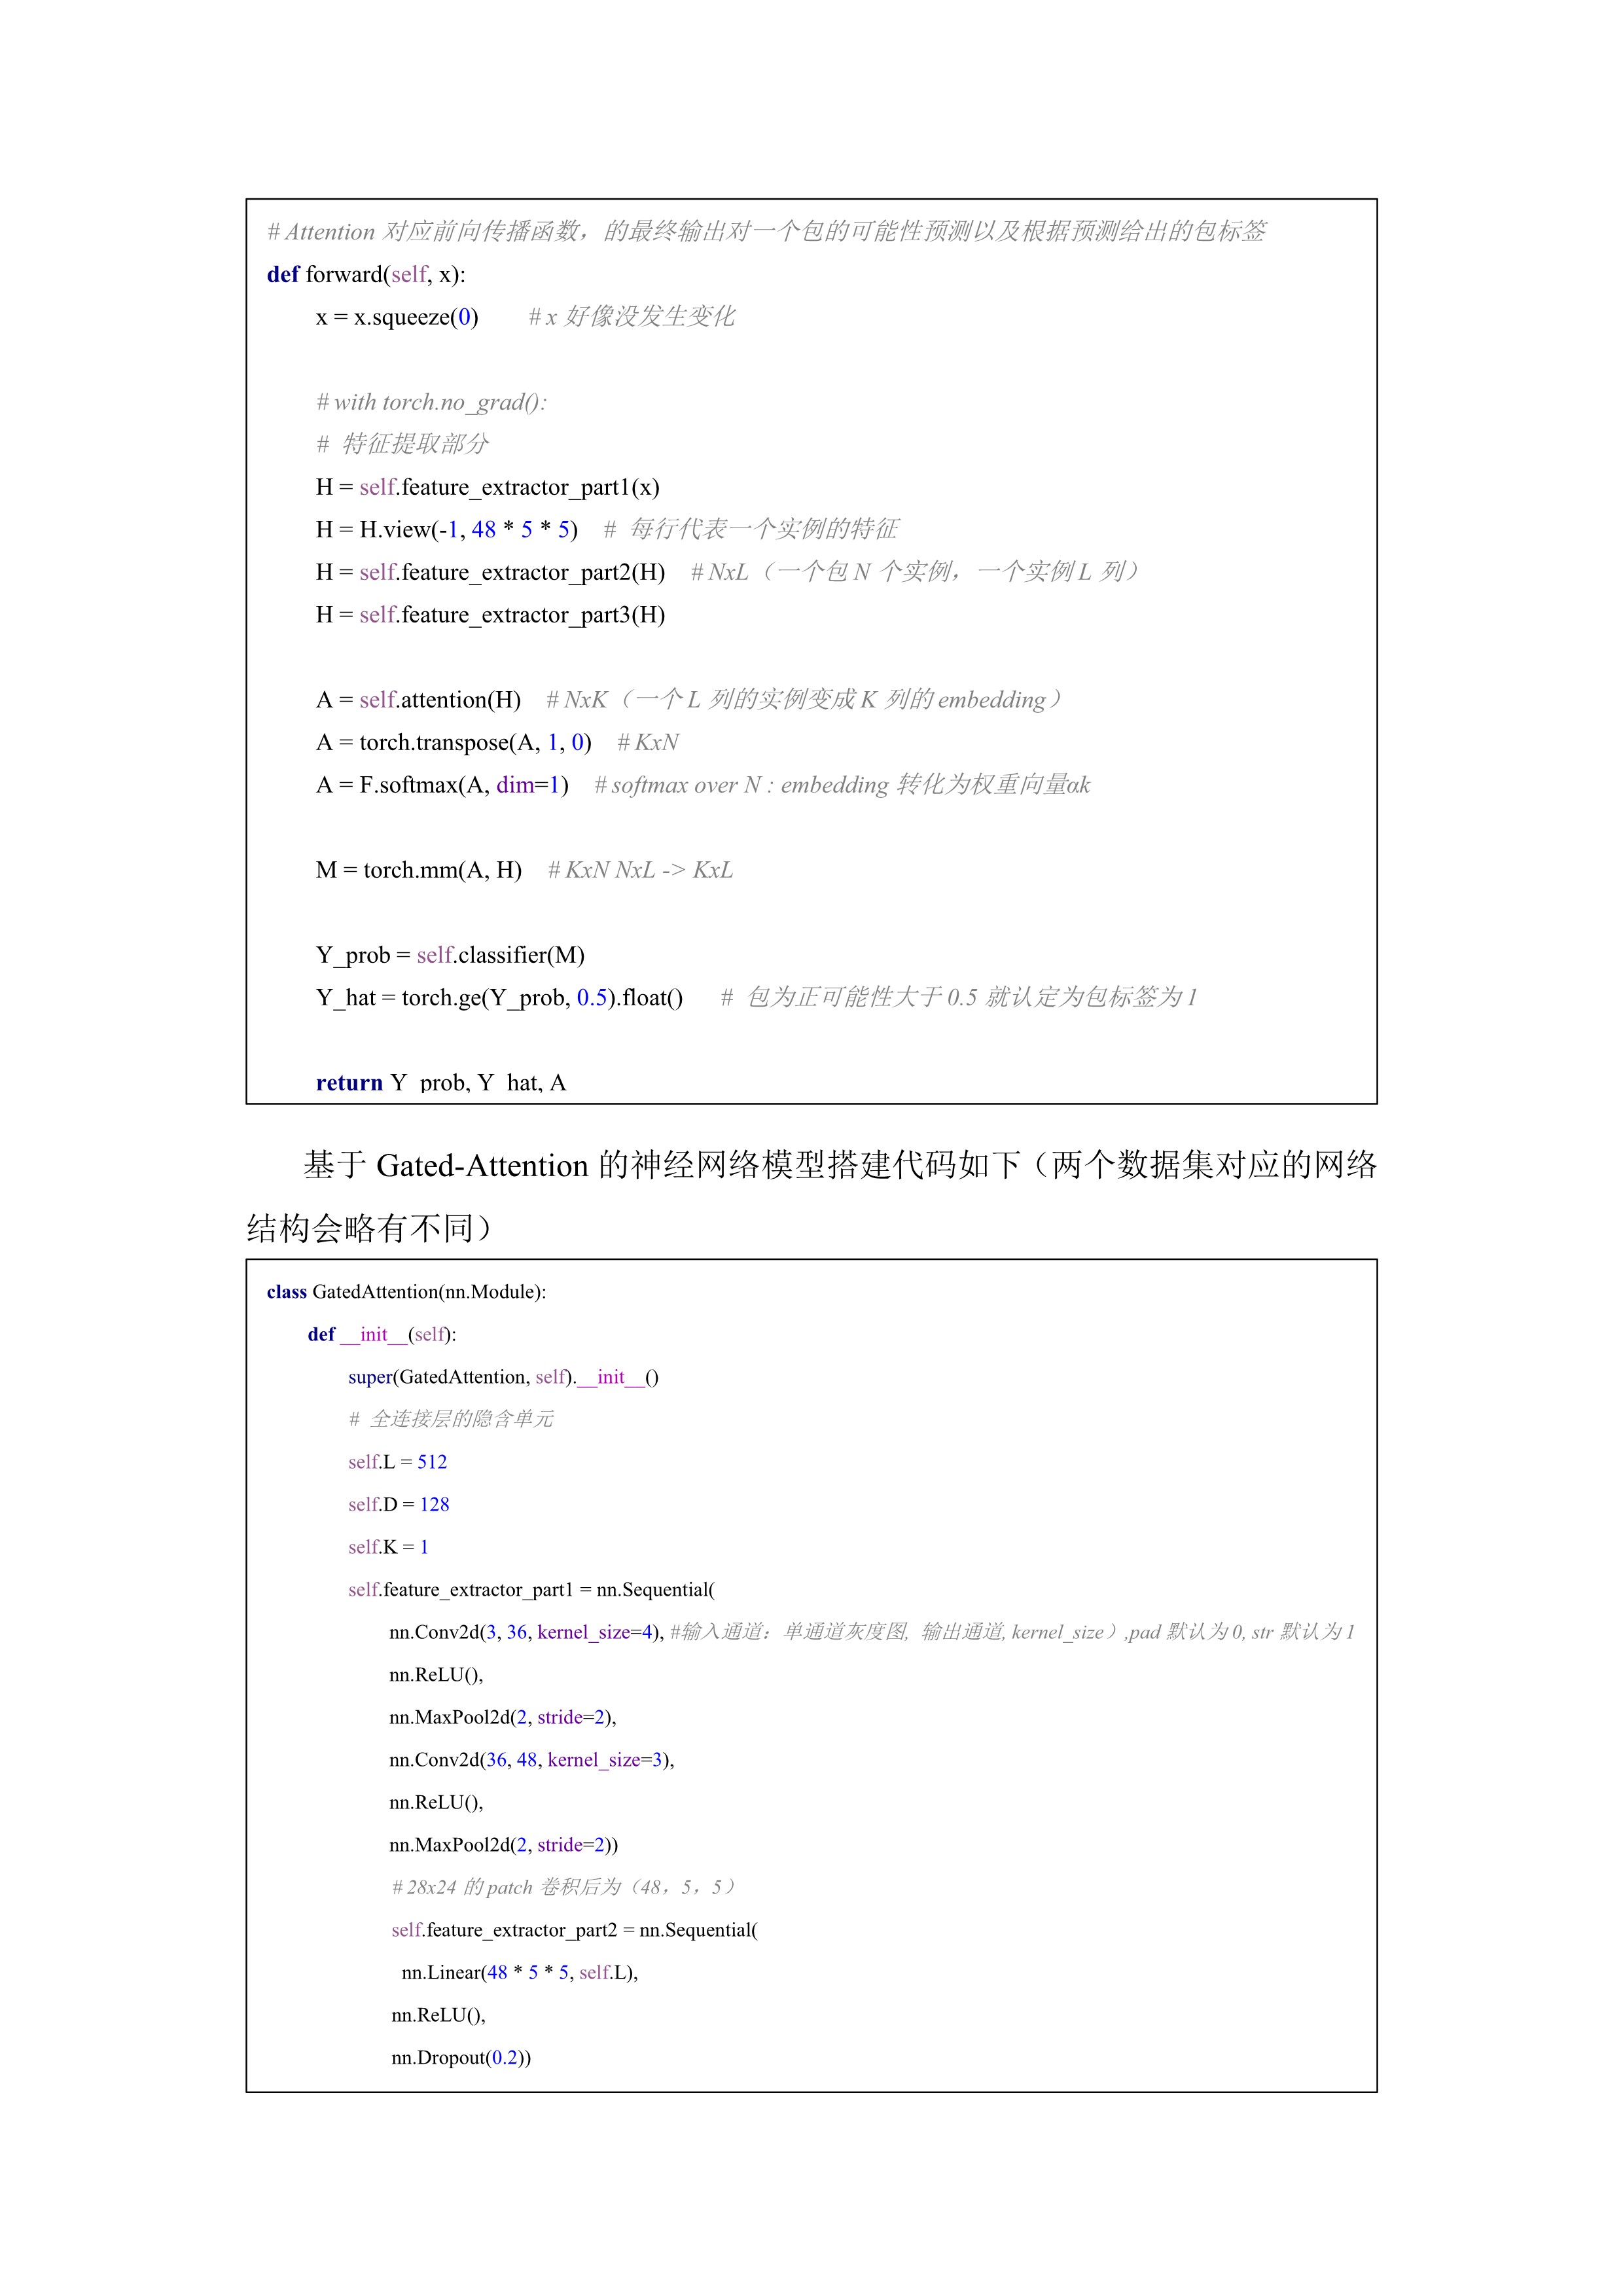 # Attention 对应前向传播函数，的最终输出对一个包的可能性预测以及根据预测给出的包标签
def forward(self, x):
x = x.squeeze(0) # x 好像没发生变化
# with torch.no_grad():
# 特征提取部分
H = self.feature_extractor_part1(x)
H = H.view(-1, 48 * 5 * 5) # 每行代表一个实例的特征
H = self.feature_extractor_part2(H) # NxL（一个包 N 个实例，一个实例 L 列）
H = self.feature_extractor_part3(H)
A = self.attention(H) # NxK（一个 L 列的实例变成 K 列的 embedding）
A = torch.transpose(A, 1, 0) # KxN
A = F.softmax(A, dim=1) # softmax over N : embedding 转化为权重向量αk
M = torch.mm(A, H) # KxN NxL -> KxL
Y_prob = self.classifier(M)
Y_hat = torch.ge(Y_prob, 0.5).float() # 包为正可能性大于 0.5 就认定为包标签为 1
return Y_prob, Y_hat, A
基于 Gated-Attention 的神经网络模型搭建代码如下（两个数据集对应的网络
结构会略有不同）
class GatedAttention(nn.Module):
def __init__(self):
super(GatedAttention, self).__init__()
# 全连接层的隐含单元
self.L = 512
self.D = 128
self.K = 1
self.feature_extractor_part1 = nn.Sequential(
nn.Conv2d(3, 36, kernel_size=4), #输入通道：单通道灰度图, 输出通道, kernel_size）,pad 默认为 0, str 默认为 1
nn.ReLU(),
nn.MaxPool2d(2, stride=2),
nn.Conv2d(36, 48, kernel_size=3),
nn.ReLU(),
nn.MaxPool2d(2, stride=2))
# 28x24 的 patch 卷积后为（48，5，5）
self.feature_extractor_part2 = nn.Sequential(
nn.Linear(48 * 5 * 5, self.L),
nn.ReLU(),
nn.Dropout(0.2))